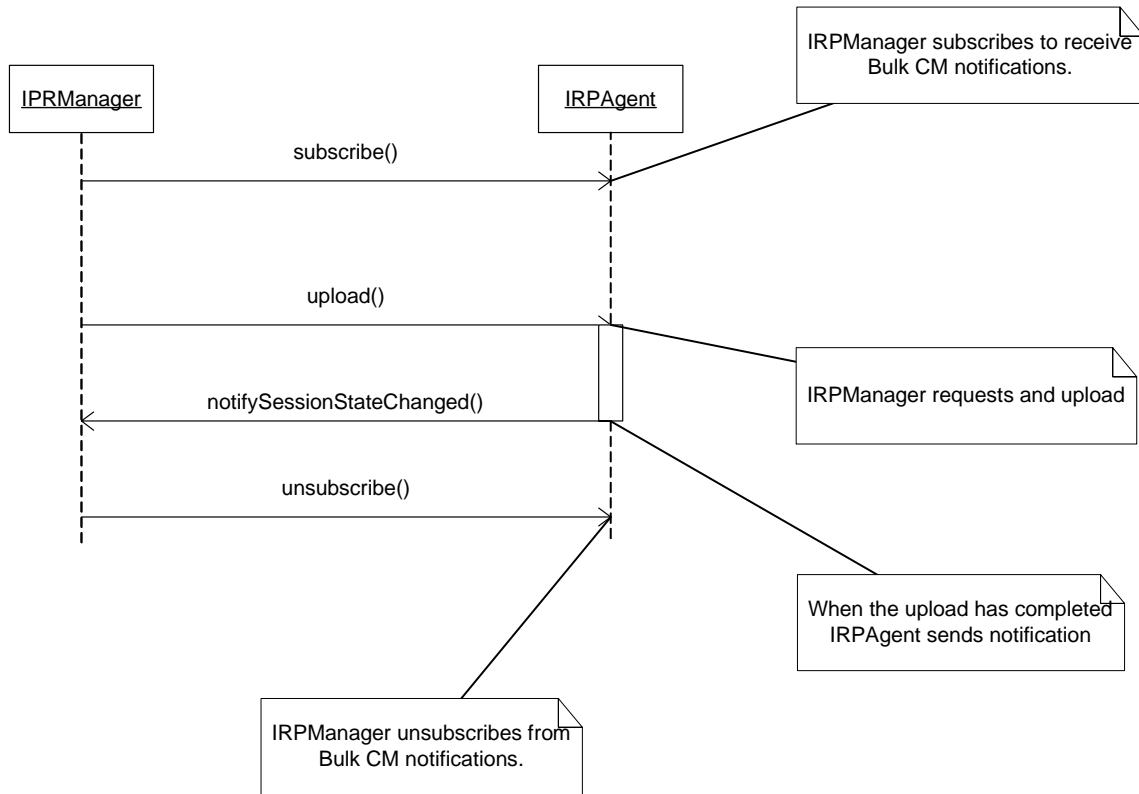 IRPManager subscribes to receive
Bulk CM notifications.
IPRManager
IRPAgent
subscribe()
upload()
IRPManager requests and upload
notifySessionStateChanged()
unsubscribe()
When the upload has completed
IRPAgent sends notification
IRPManager unsubscribes from
Bulk CM notifications.